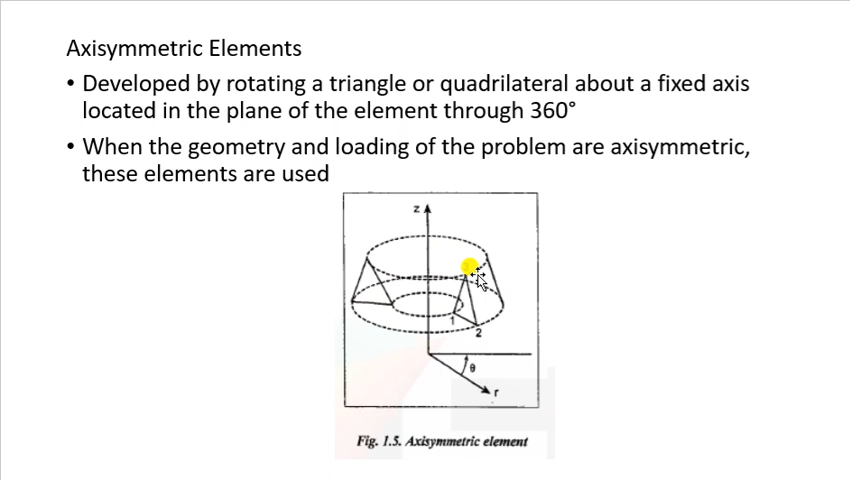 Axisymmetric Elements
• Developed by rotating a triangle or quadrilateral about a fixed axis
located in the plane of the element through 360°
• When the geometry and loading of the problem are axisymmetric,
these elements are used
z
1
2
θ
r
Fig. 1.5. Axisymmetric element